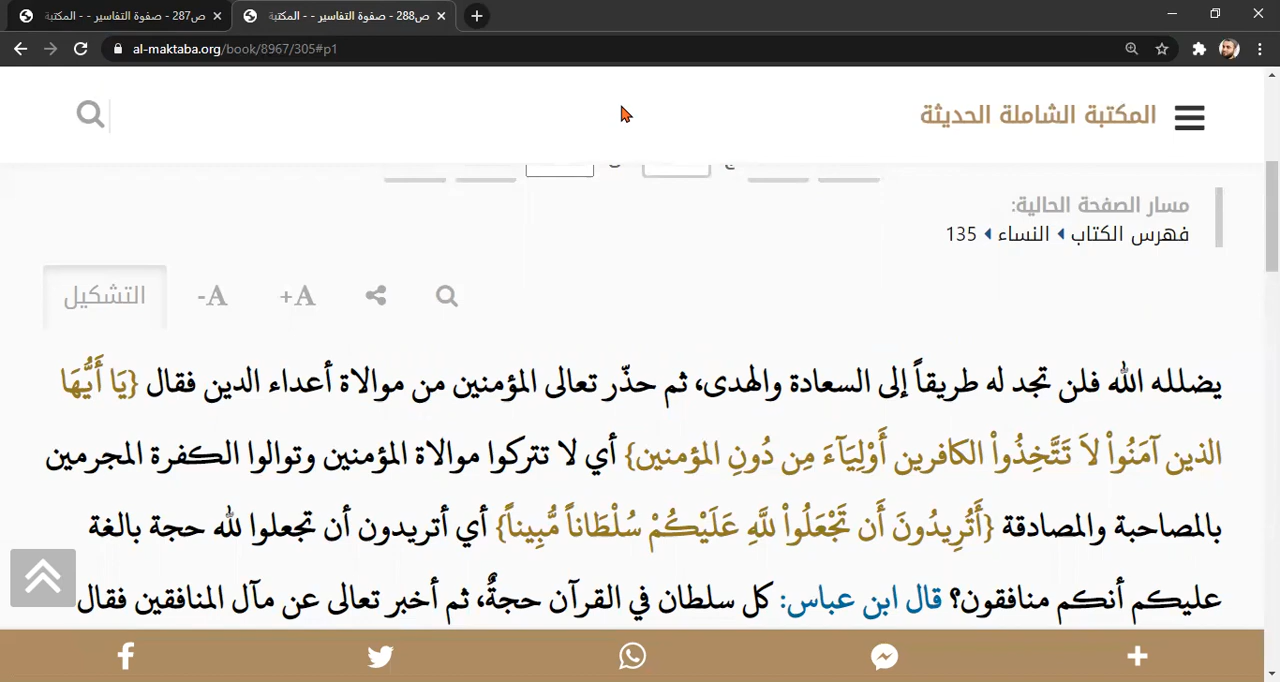 ص287 - صفوة التفاسير - - المكتبة
ص288 - صفوة التفاسير - - المكتبة
al-maktaba.org/book/8967/305#p1
المكتبة الشاملة الحديثة
مسار الصفحة الحالية:
فهرس الكتاب النساء 135
التشكيل
-A
+A
يضلله الله فلن تجد له طريقاً إلى السعادة والهدى، ثم حذّر تعالى المؤمنين من موالاة أعداء الدين فقال {يَا أَيُّهَا
الذين آمَنُواْ لاَ تَتَّخِذُواْ الكافرين أَوْلِيَآءَ مِن دُونِ المؤمنين} أي لا تتركوا موالاة المؤمنين وتوالوا الكفرة المجرمين
بالمصاحبة والمصادقة {أَتُرِيدُونَ أَن تَجْعَلُواْ للَّهِ عَلَيْكُمْ سُلْطَاناً مُّبِيناً} أي أتريدون أن تجعلوا لله حجة بالغة
عليكم أنكم منافقون؟ قال ابن عباس: كل سلطان في القرآن حجةٌ، ثم أخبر تعالى عن مآل المنافقين فقال